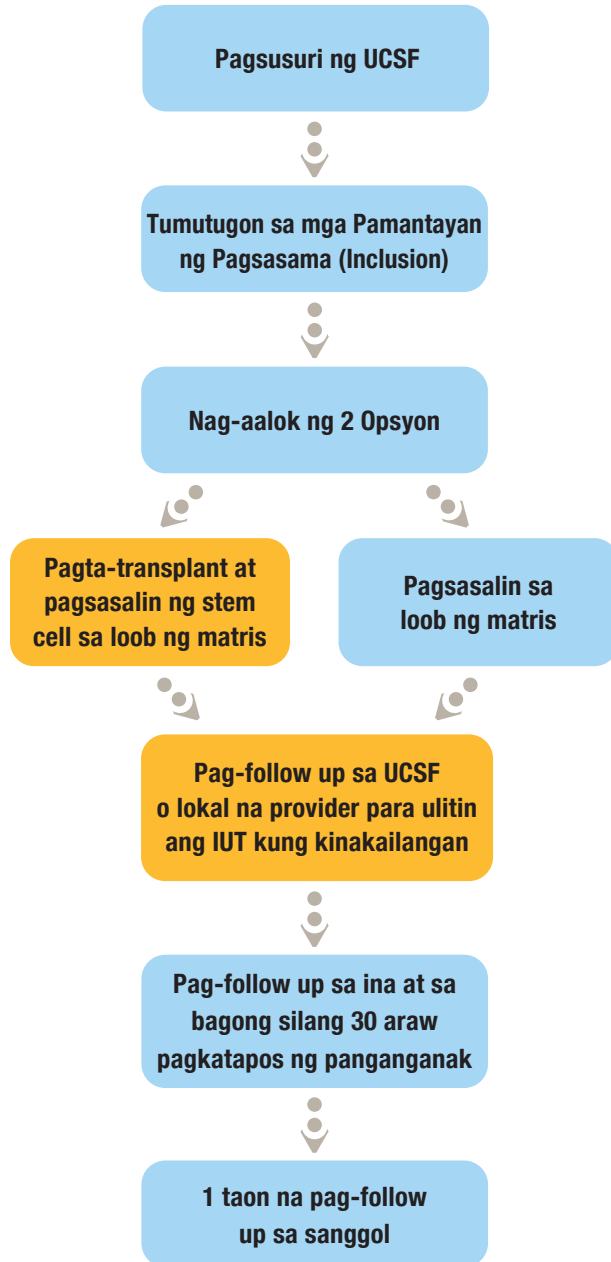 Pagsusuri ng UCSF
Tumutugon sa mga Pamantayan
ng Pagsasama (Inclusion)
Nag-aalok ng 2 Opsyon
Pagta-transplant at
pagsasalin ng stem
cell sa loob ng matris
Pagsasalin sa
loob ng matris
Pag-follow up sa UCSF
o lokal na provider para ulitin
ang IUT kung kinakailangan
Pag-follow up sa ina at sa
bagong silang 30 araw
pagkatapos ng panganganak
1 taon na pag-follow
up sa sanggol